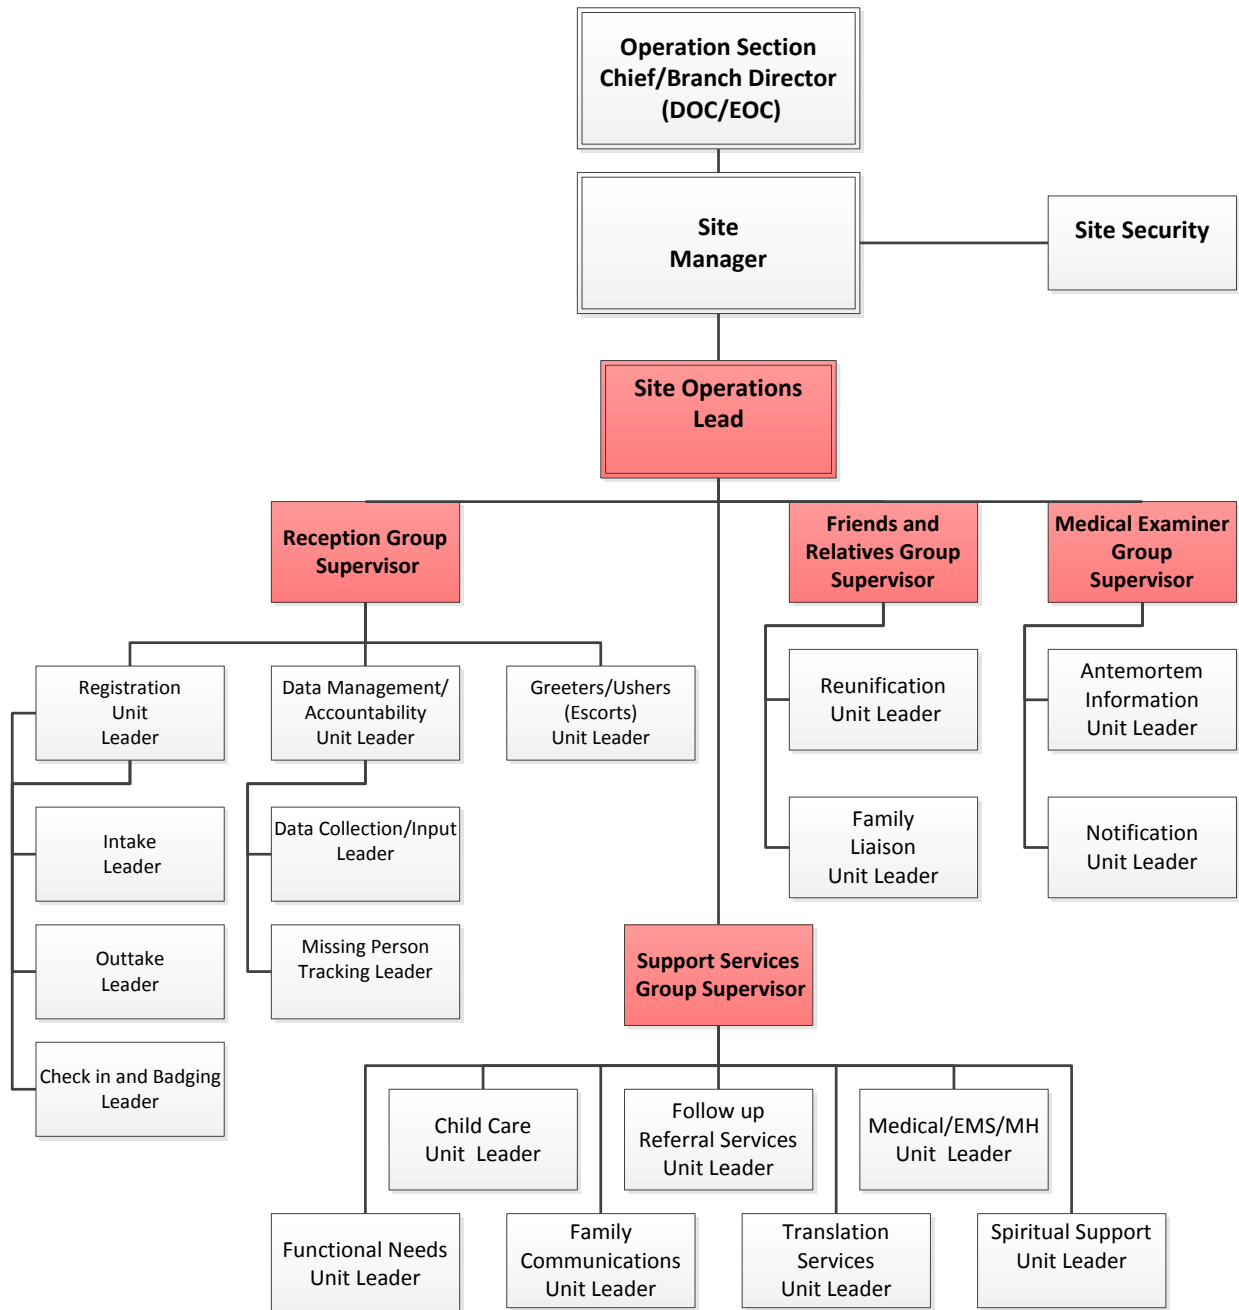 Operation Section
Chief/Branch Director
(DOC/EOC)
Site
Manager
Site Security
Site Operations
Lead
Reception Group
Supervisor
Friends and
Relatives Group
Supervisor
Medical Examiner
Group
Supervisor
Registration
Unit
Leader
Data Management/
Accountability
Unit Leader
Greeters/Ushers
(Escorts)
Unit Leader
Reunification
Unit Leader
Antemortem
Information
Unit Leader
Intake
Leader
Data Collection/Input
Leader
Family
Liaison
Unit Leader
Notification
Unit Leader
Outtake
Leader
Missing Person
Tracking Leader
Support Services
Group Supervisor
Check in and Badging
Leader
Child Care
Unit Leader
Follow up
Referral Services
Unit Leader
Medical/EMS/MH
Unit Leader
Functional Needs
Unit Leader
Family
Communications
Unit Leader
Translation
Services
Unit Leader
Spiritual Support
Unit Leader